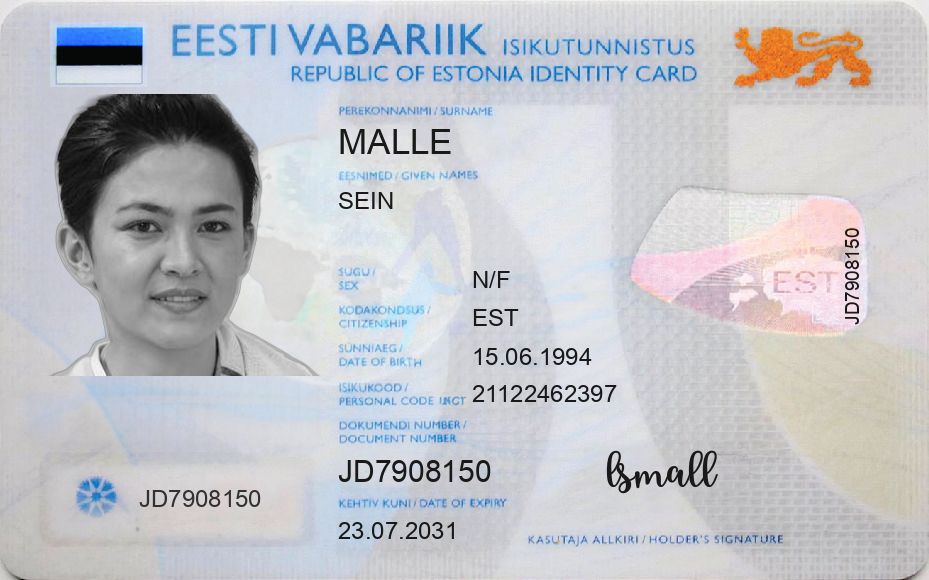 EESTI VABARIIK ISIKUTUNNISTUS
REPUBLIC OF ESTONIA IDENTITY CARD
PEREKONNANIMI / SURNAME
MALLE
EESNIMED / GIVEN NAMES
SEIN
SUGU /
SEX
N/F
KODAKONDSUS /
CITIZENSHIP
EST
SÜNNIAEG /
DATE OF BIRTH
15.06.1994
ISIKUKOOD /
PERSONAL CODE
21122462397
DOKUMENDI NUMBER /
DOCUMENT NUMBER
JD7908150
KEHTIV KUNI / DATE OF EXPIRY
23.07.2031
JD7908150
EST
JD7908150
KASUTAJA ALLKIRI / HOLDER'S SIGNATURE